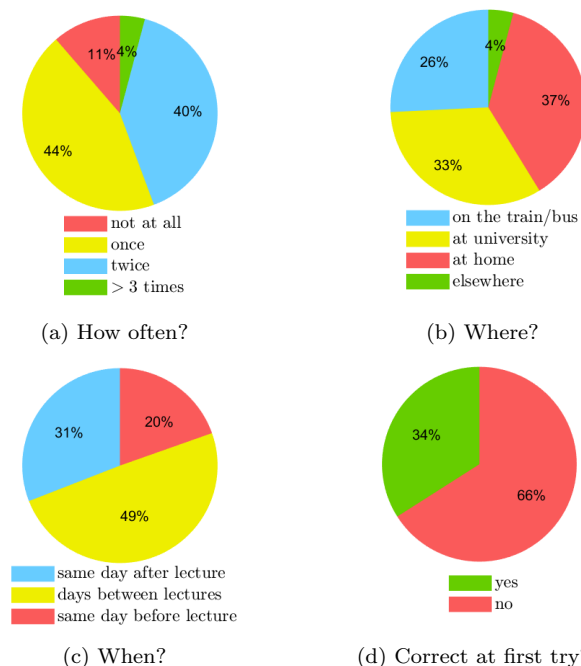 11%
4%
40%
44%
not at all
once
twice
> 3 times
(a) How often?
26%
4%
37%
33%
on the train/bus
at university
at home
elsewhere
(b) Where?
31%
20%
49%
same day after lecture
days between lectures
same day before lecture
(c) When?
34%
66%
yes
no
(d) Correct at first try